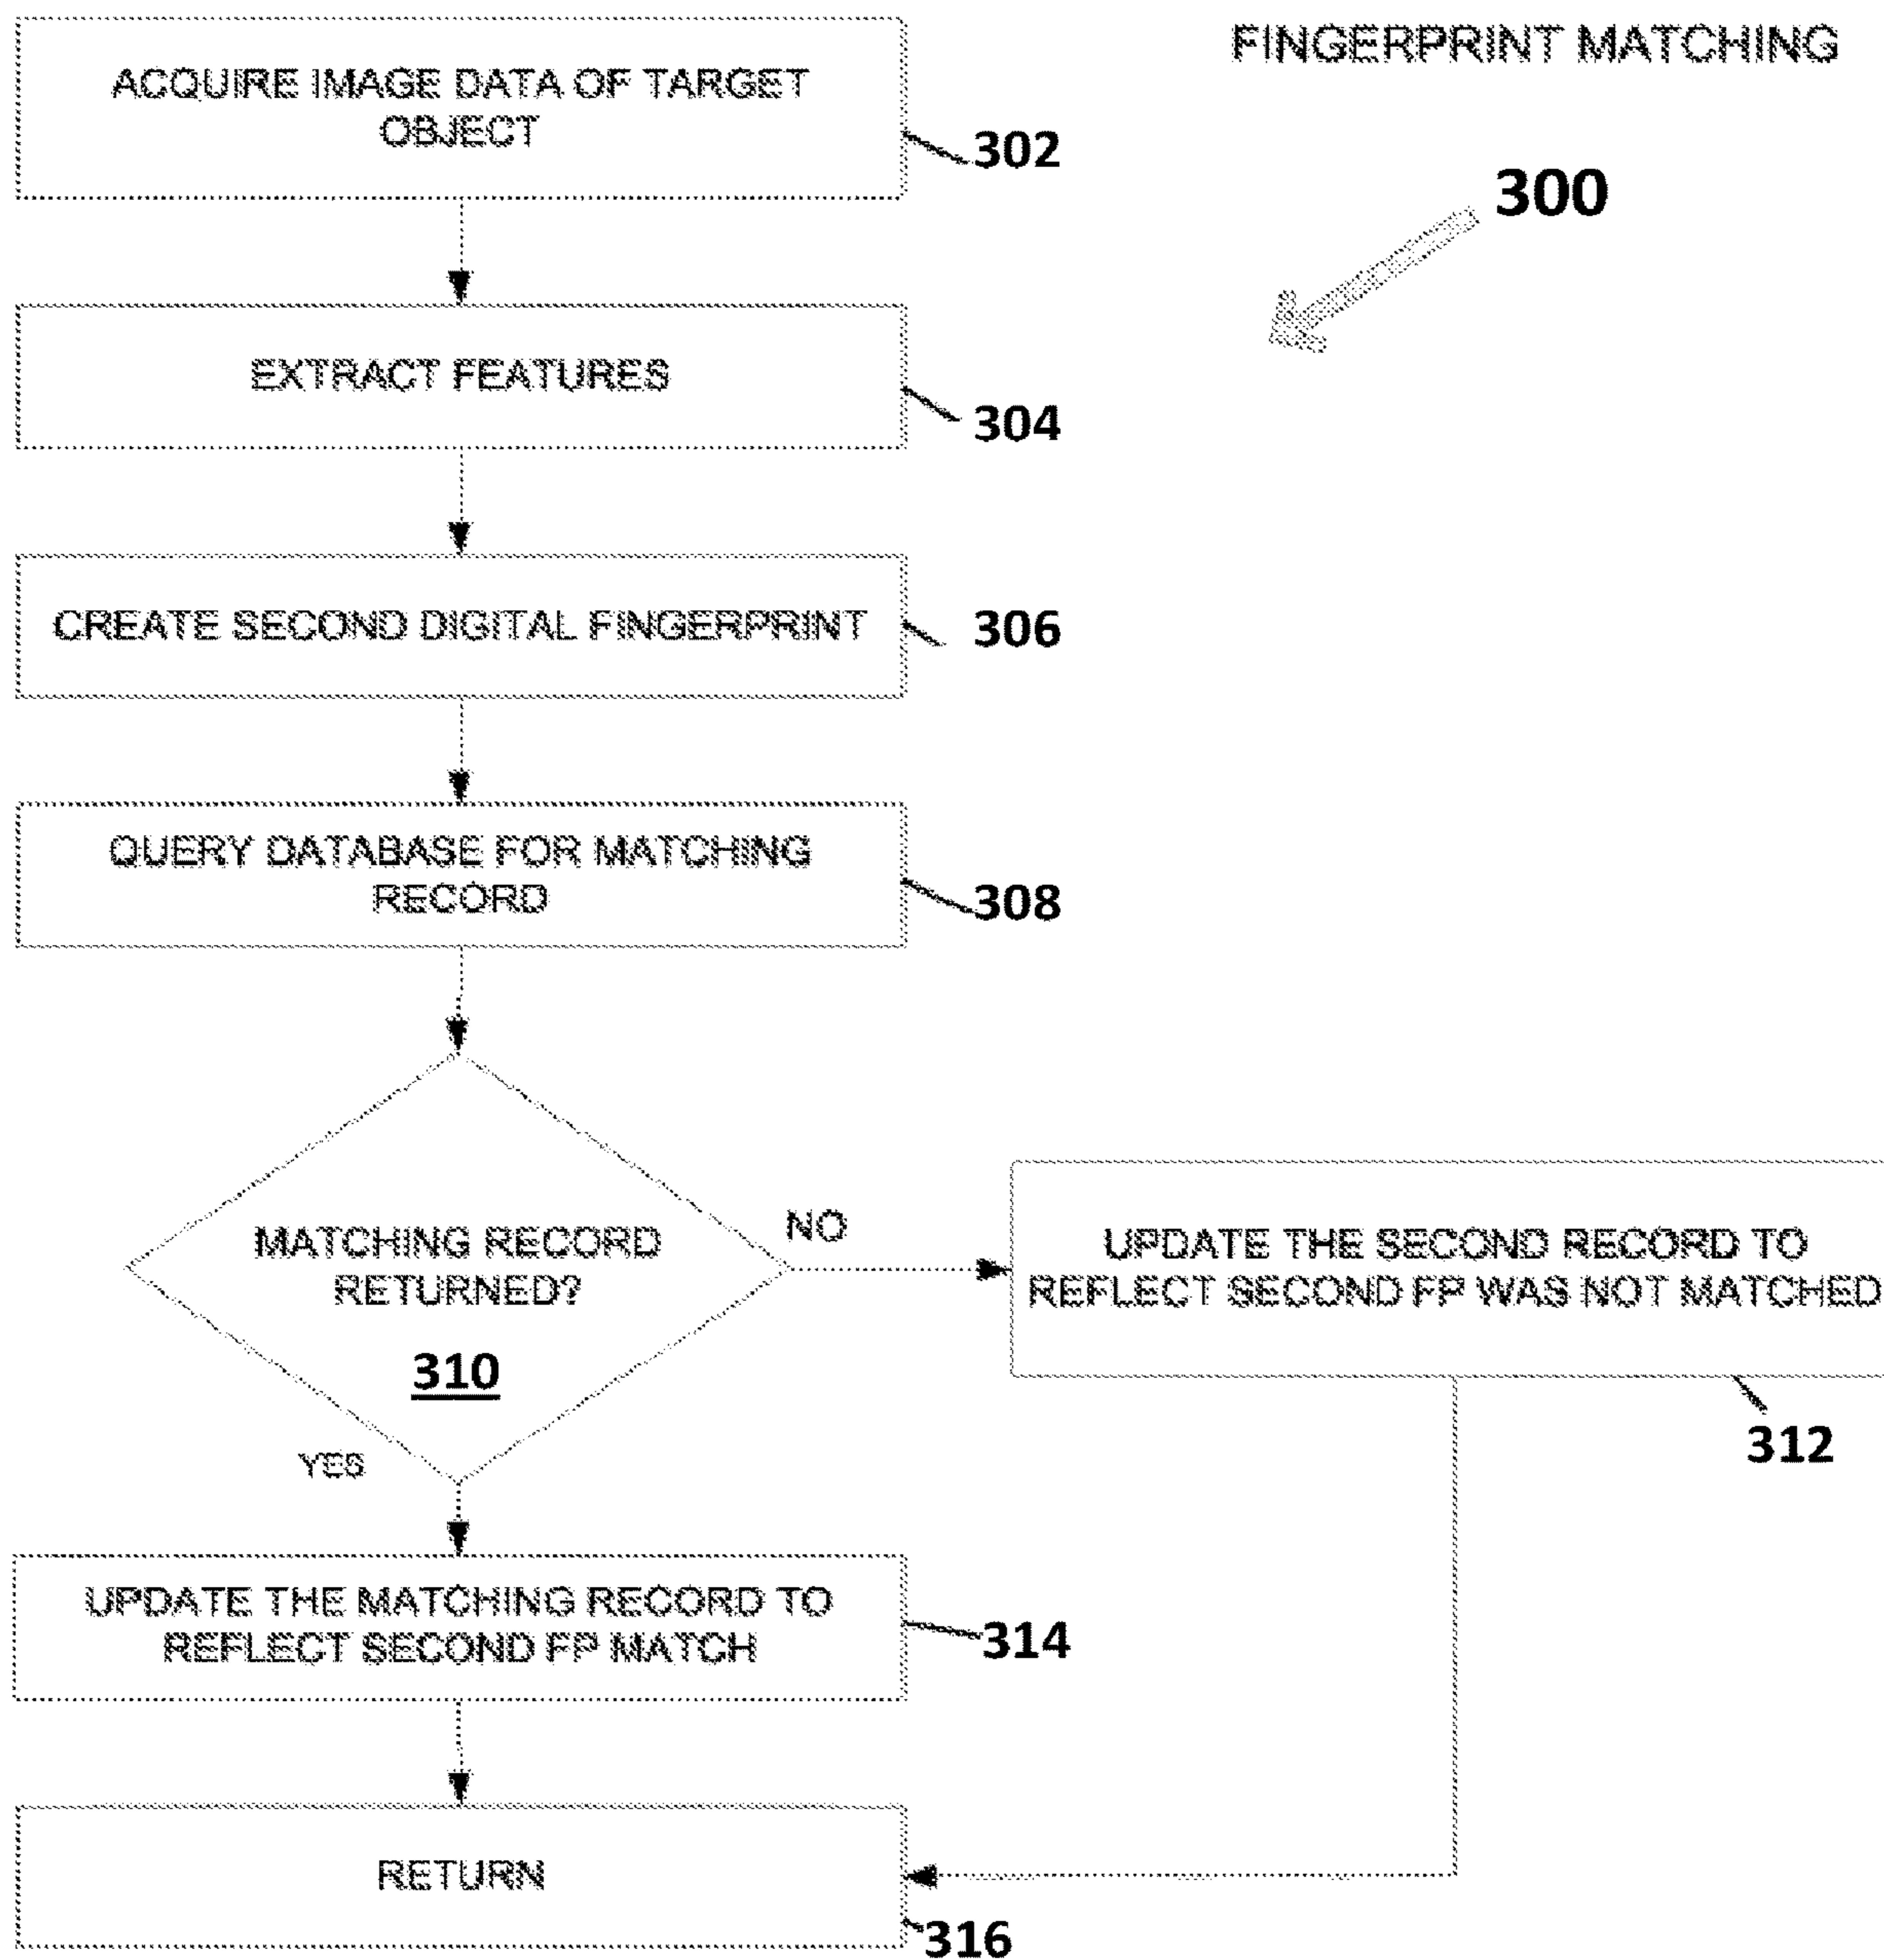 FINGERPRINT MATCHING
300
ACQUIRE IMAGE DATA OF TARGET
OBJECT
302
EXTRACT FEATURES
304
CREATE SECOND DIGITAL FINGERPRINT
306
QUERY DATABASE FOR MATCHING
RECORD
308
MATCHING RECORD
RETURNED?
310
NO
UPDATE THE SECOND RECORD TO
REFLECT SECOND FP WAS NOT MATCHED
312
YES
UPDATE THE MATCHING RECORD TO
REFLECT SECOND FP MATCH
314
RETURN
316